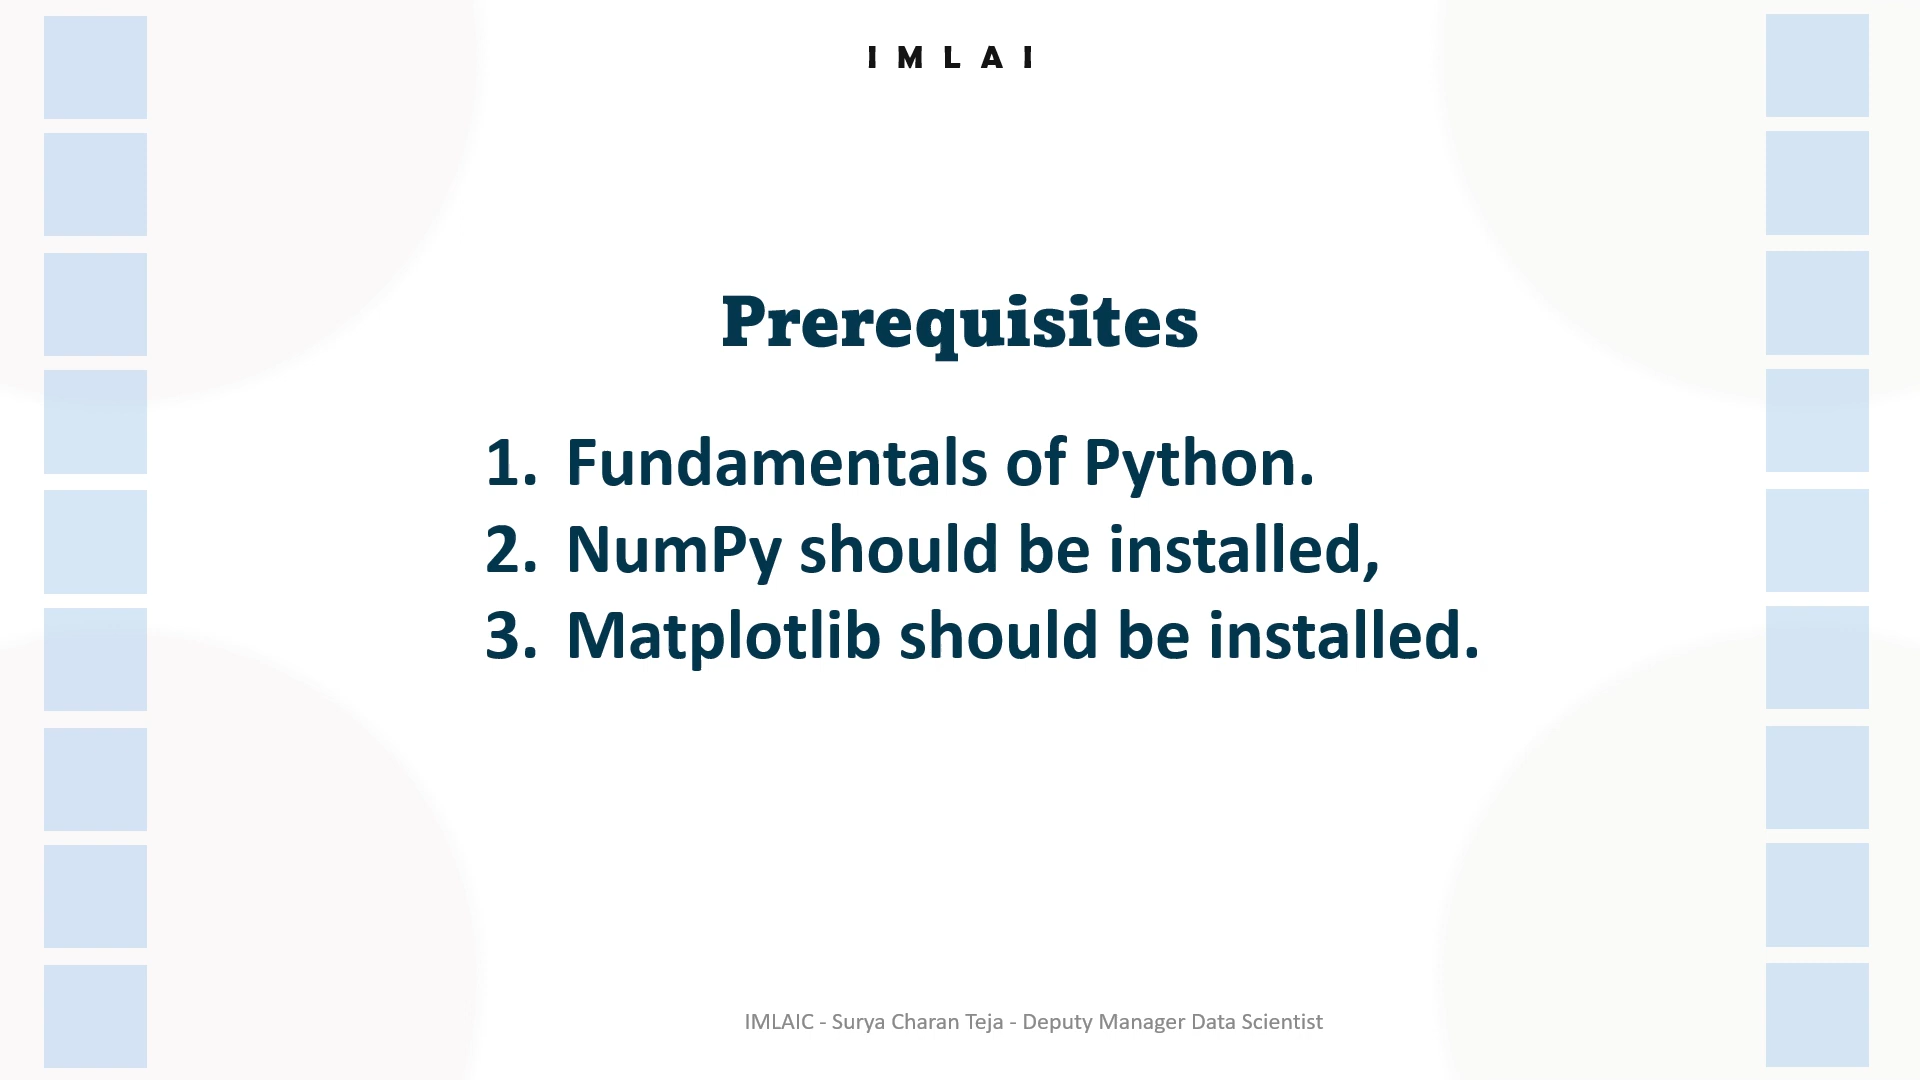 IMLAI
Prerequisites
1. Fundamentals of Python.
2. NumPy should be installed,
3. Matplotlib should be installed.
IMLAIC - Surya Charan Teja - Deputy Manager Data Scientist